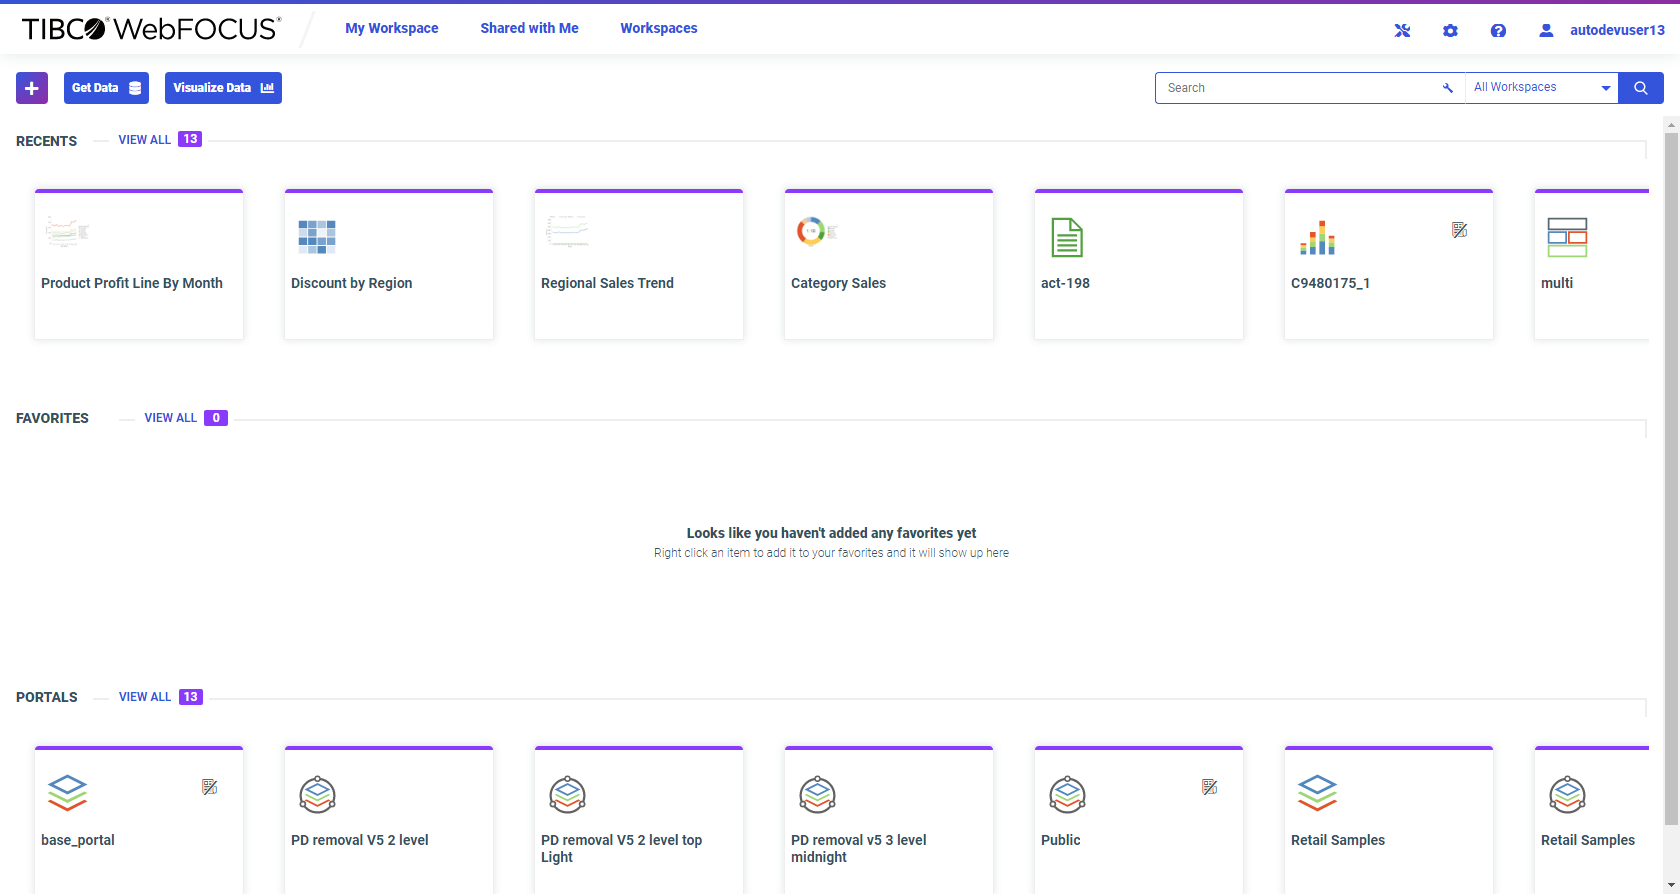 TIBCO® WebFOCUS®
My Workspace
Shared with Me
Workspaces
autodevuser13
Get Data
Visualize Data
Search
All Workspaces
RECENTS
VIEW ALL 13
Product Profit Line By Month
Discount by Region
Regional Sales Trend
Category Sales
act-198
C9480175_1
multi
FAVORITES
VIEW ALL 0
Looks like you haven't added any favorites yet
Right click an item to add it to your favorites and it will show up here
PORTALS
VIEW ALL 13
base_portal
PD removal V5 2 level
PD removal V5 2 level top
Light
PD removal v5 3 level
midnight
Public
Retail Samples
Retail Samples